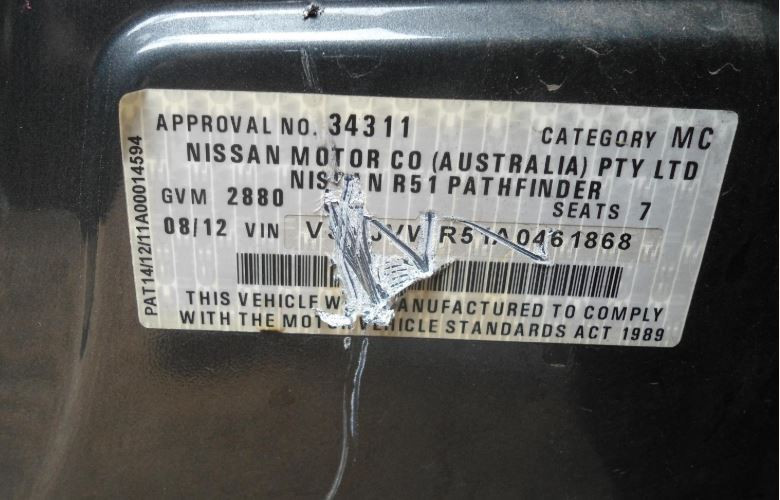 APPROVAL NO. 34311
CATEGORY MC
NISSAN MOTOR CO (AUSTRALIA) PTY LTD
NISSAN R51 PATHFINDER
GVM 2880
SEATS 7
08/12 VIN
THIS VEHICLE WAS MANUFACTURED TO COMPLY
WITH THE MOTOR VEHICLE STANDARDS ACT 1989
PAT14/12/11A00014594